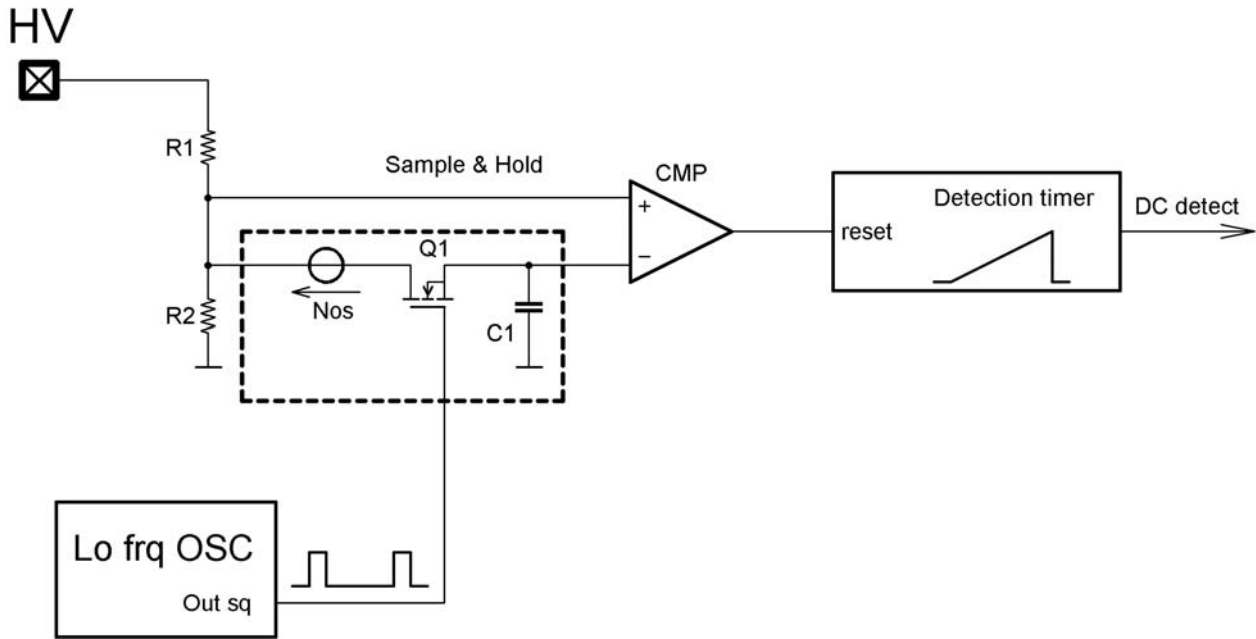 HV
R1
Sample & Hold
CMP
+
Detection timer
DC detect
reset
Q1
−
Nos
R2
C1
Lo frq OSC
Out sq